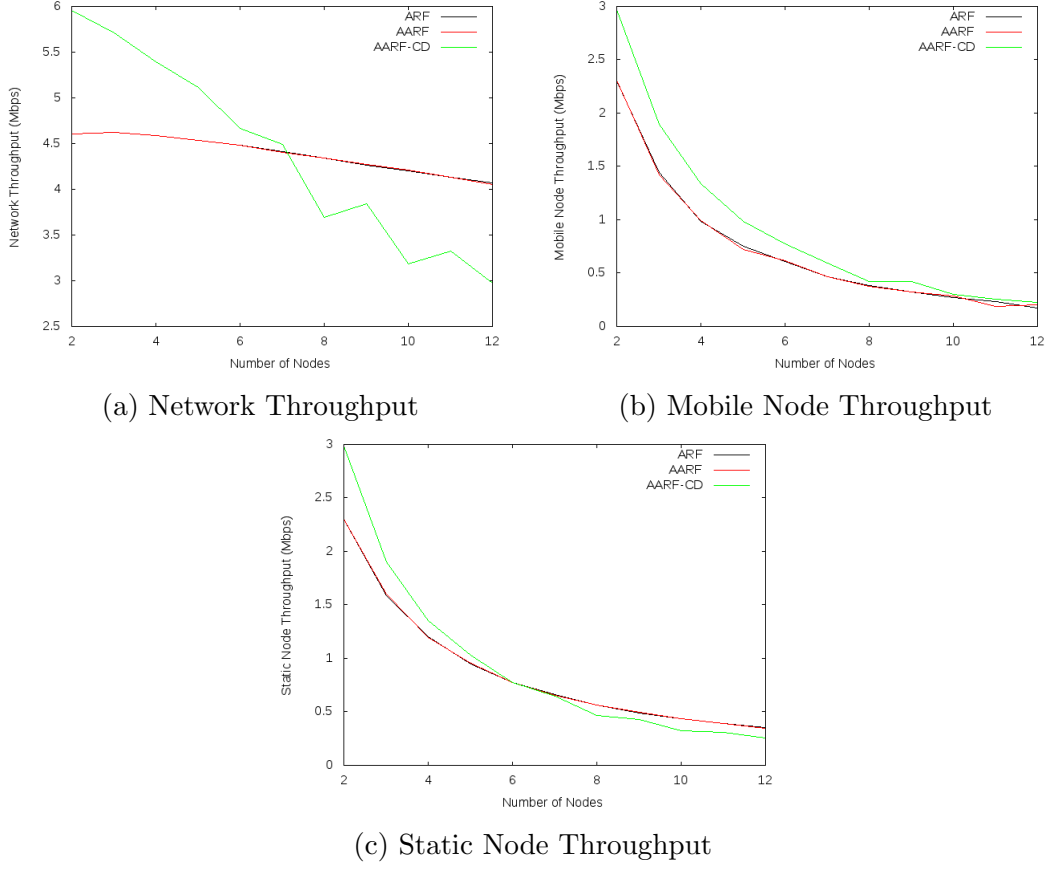 6
5.5
5
4.5
4
3.5
3
2.5
2
4
6
8
10
12
Network Throughput (Mbps)
Number of Nodes
ARF
AARF
AARF-CD
(a) Network Throughput
3
2.5
2
1.5
1
0.5
0
2
4
6
8
10
12
Mobile Node Throughput (Mbps)
Number of Nodes
ARF
AARF
AARF-CD
(b) Mobile Node Throughput
3
2.5
2
1.5
1
0.5
0
2
4
6
8
10
12
Static Node Throughput (Mbps)
Number of Nodes
ARF
AARF
AARF-CD
(c) Static Node Throughput